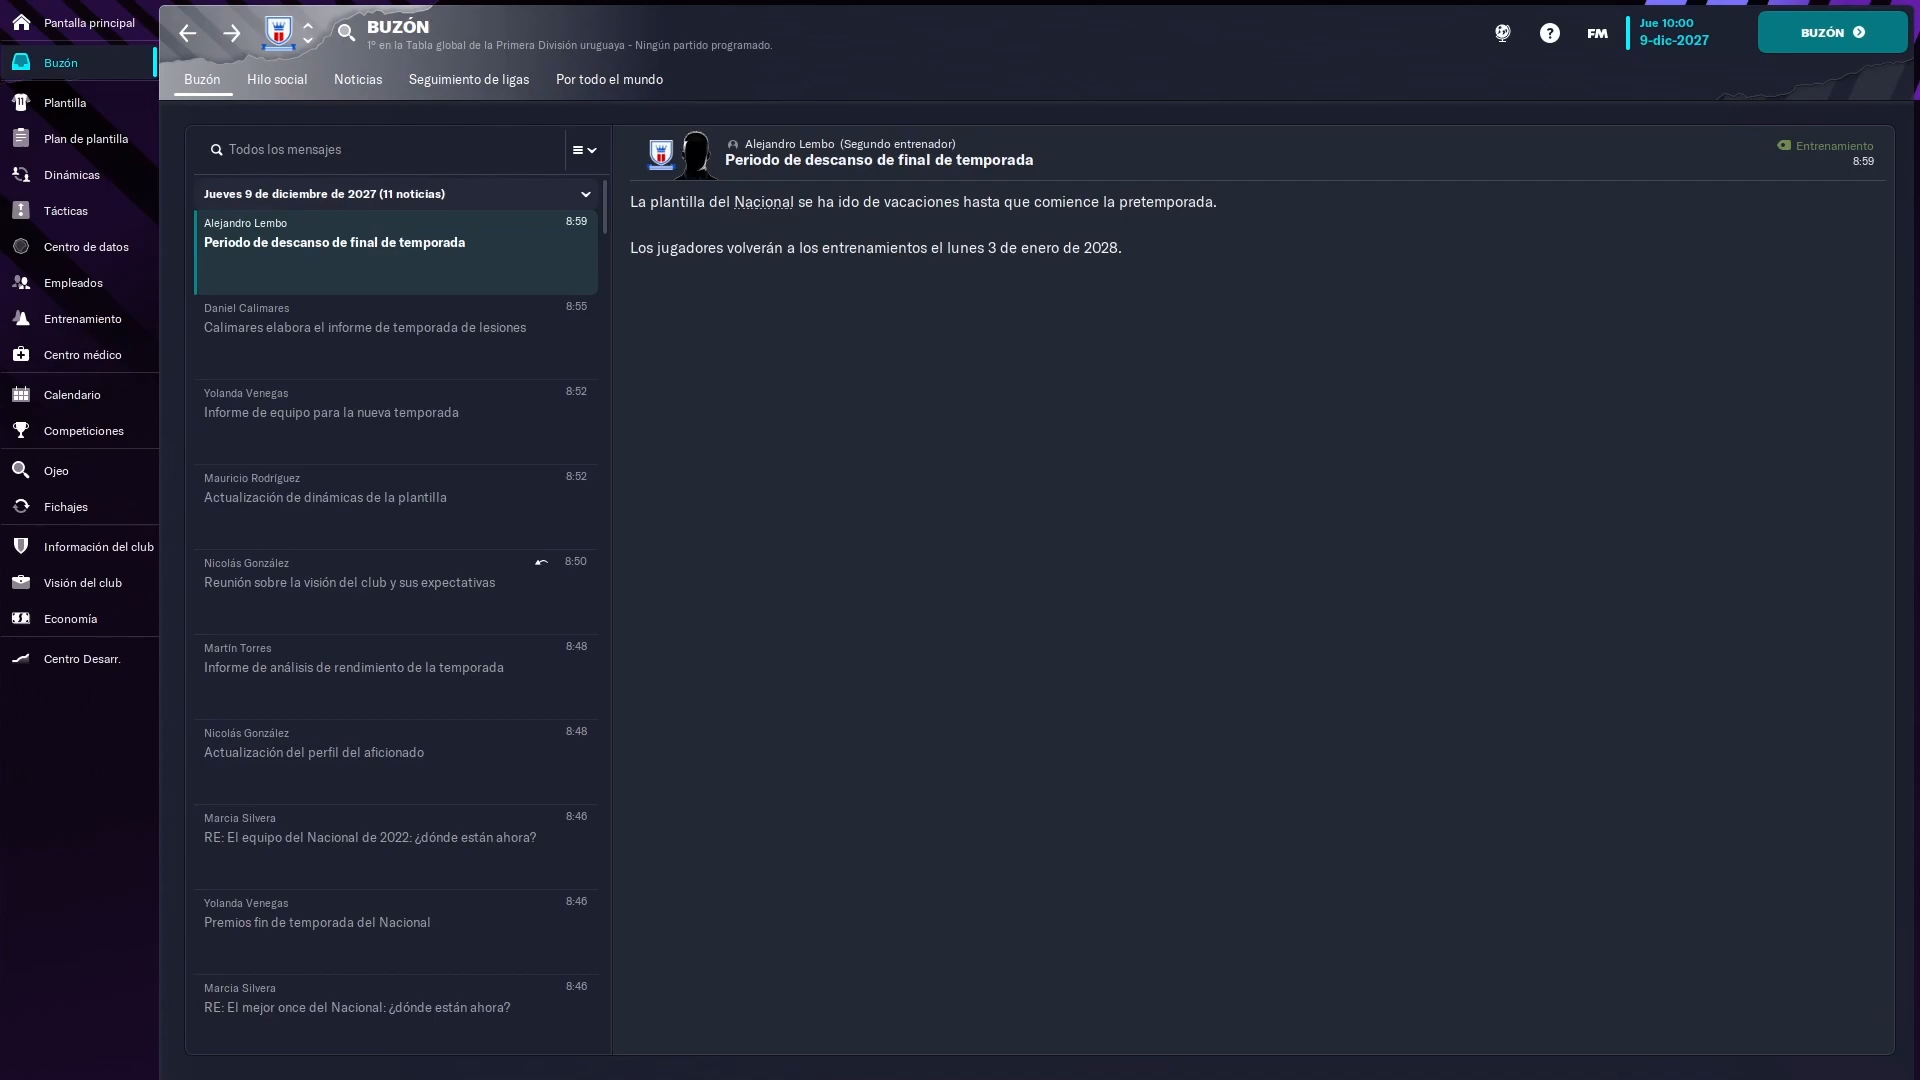 Pantalla principal
Buzón
Plantilla
Plan de plantilla
Dinámicas
Tácticas
Centro de datos
Empleados
Entrenamiento
Centro médico
Calendario
Competiciones
Ojeo
Fichajes
Información del club
Visión del club
Economía
Centro Desarr.
BUZÓN
1º en la Tabla global de la Primera División uruguaya - Ningún partido programado.
FM
Jue 10:00
9-dic-2027
BUZÓN
Buzón
Hilo social
Noticias
Seguimiento de ligas
Por todo el mundo
Todos los mensajes
Jueves 9 de diciembre de 2027 (11 noticias)
Alejandro Lembo 8:59
Periodo de descanso de final de temporada
Daniel Calimares 8:55
Calimares elabora el informe de temporada de lesiones
Yolanda Venegas 8:52
Informe de equipo para la nueva temporada
Mauricio Rodríguez 8:52
Actualización de dinámicas de la plantilla
Nicolás González 8:50
Reunión sobre la visión del club y sus expectativas
Martín Torres 8:48
Informe de análisis de rendimiento de la temporada
Nicolás González 8:48
Actualización del perfil del aficionado
Marcia Silvera 8:46
RE: El equipo del Nacional de 2022: ¿dónde están ahora?
Yolanda Venegas 8:46
Premios fin de temporada del Nacional
Marcia Silvera 8:46
RE: El mejor once del Nacional: ¿dónde están ahora?
Alejandro Lembo (Segundo entrenador)
Periodo de descanso de final de temporada
Entrenamiento
8:59
La plantilla del Nacional se ha ido de vacaciones hasta que comience la pretemporada.
Los jugadores volverán a los entrenamientos el lunes 3 de enero de 2028.